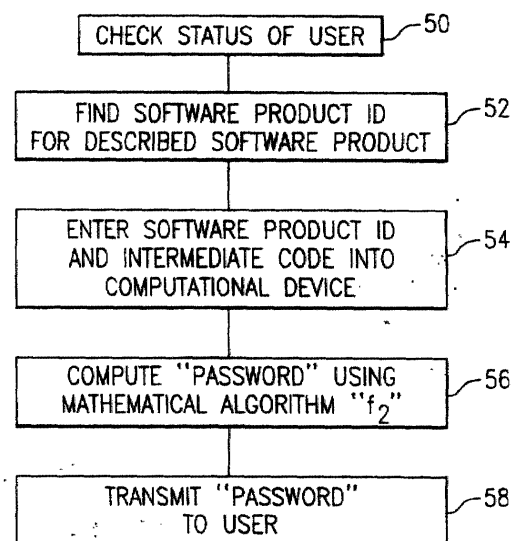 CHECK STATUS OF USER
50
FIND SOFTWARE PRODUCT ID
FOR DESCRIBED SOFTWARE PRODUCT
52
ENTER SOFTWARE PRODUCT ID
AND INTERMEDIATE CODE INTO
COMPUTATIONAL DEVICE
54
COMPUTE "PASSWORD" USING
MATHEMATICAL ALGORITHM "f₂"
56
TRANSMIT "PASSWORD"
TO USER
58